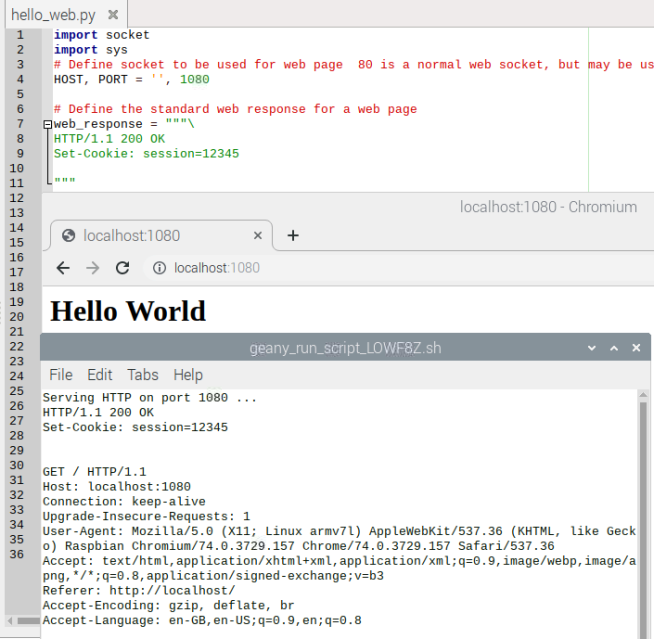 hello_web.py ×
1 import socket
2 import sys
3 # Define socket to be used for web page  80 is a normal web socket, but may be us
4 HOST, PORT = '', 1080
5
6 # Define the standard web response for a web page
7 web_response = """\
8 HTTP/1.1 200 OK
9 Set-Cookie: session=12345
10
11 """
12
13
14
15
16
17
18
19
20
21
22
23
24
25
26
27
28
29
30
31
32
33
34
35
36
localhost:1080 - Chromium
localhost:1080 × +
localhost:1080
Hello World
geany_run_script_L0WF8Z.sh
File Edit Tabs Help
Serving HTTP on port 1080 ...
HTTP/1.1 200 OK
Set-Cookie: session=12345
GET / HTTP/1.1
Host: localhost:1080
Connection: keep-alive
Upgrade-Insecure-Requests: 1
User-Agent: Mozilla/5.0 (X11; Linux armv7l) AppleWebKit/537.36 (KHTML, like Geck
o) Raspbian Chromium/74.0.3729.157 Chrome/74.0.3729.157 Safari/537.36
Accept: text/html,application/xhtml+xml,application/xml;q=0.9,image/webp,image/a
png,*/*;q=0.8,application/signed-exchange;v=b3
Referer: http://localhost/
Accept-Encoding: gzip, deflate, br
Accept-Language: en-GB,en-US;q=0.9,en;q=0.8